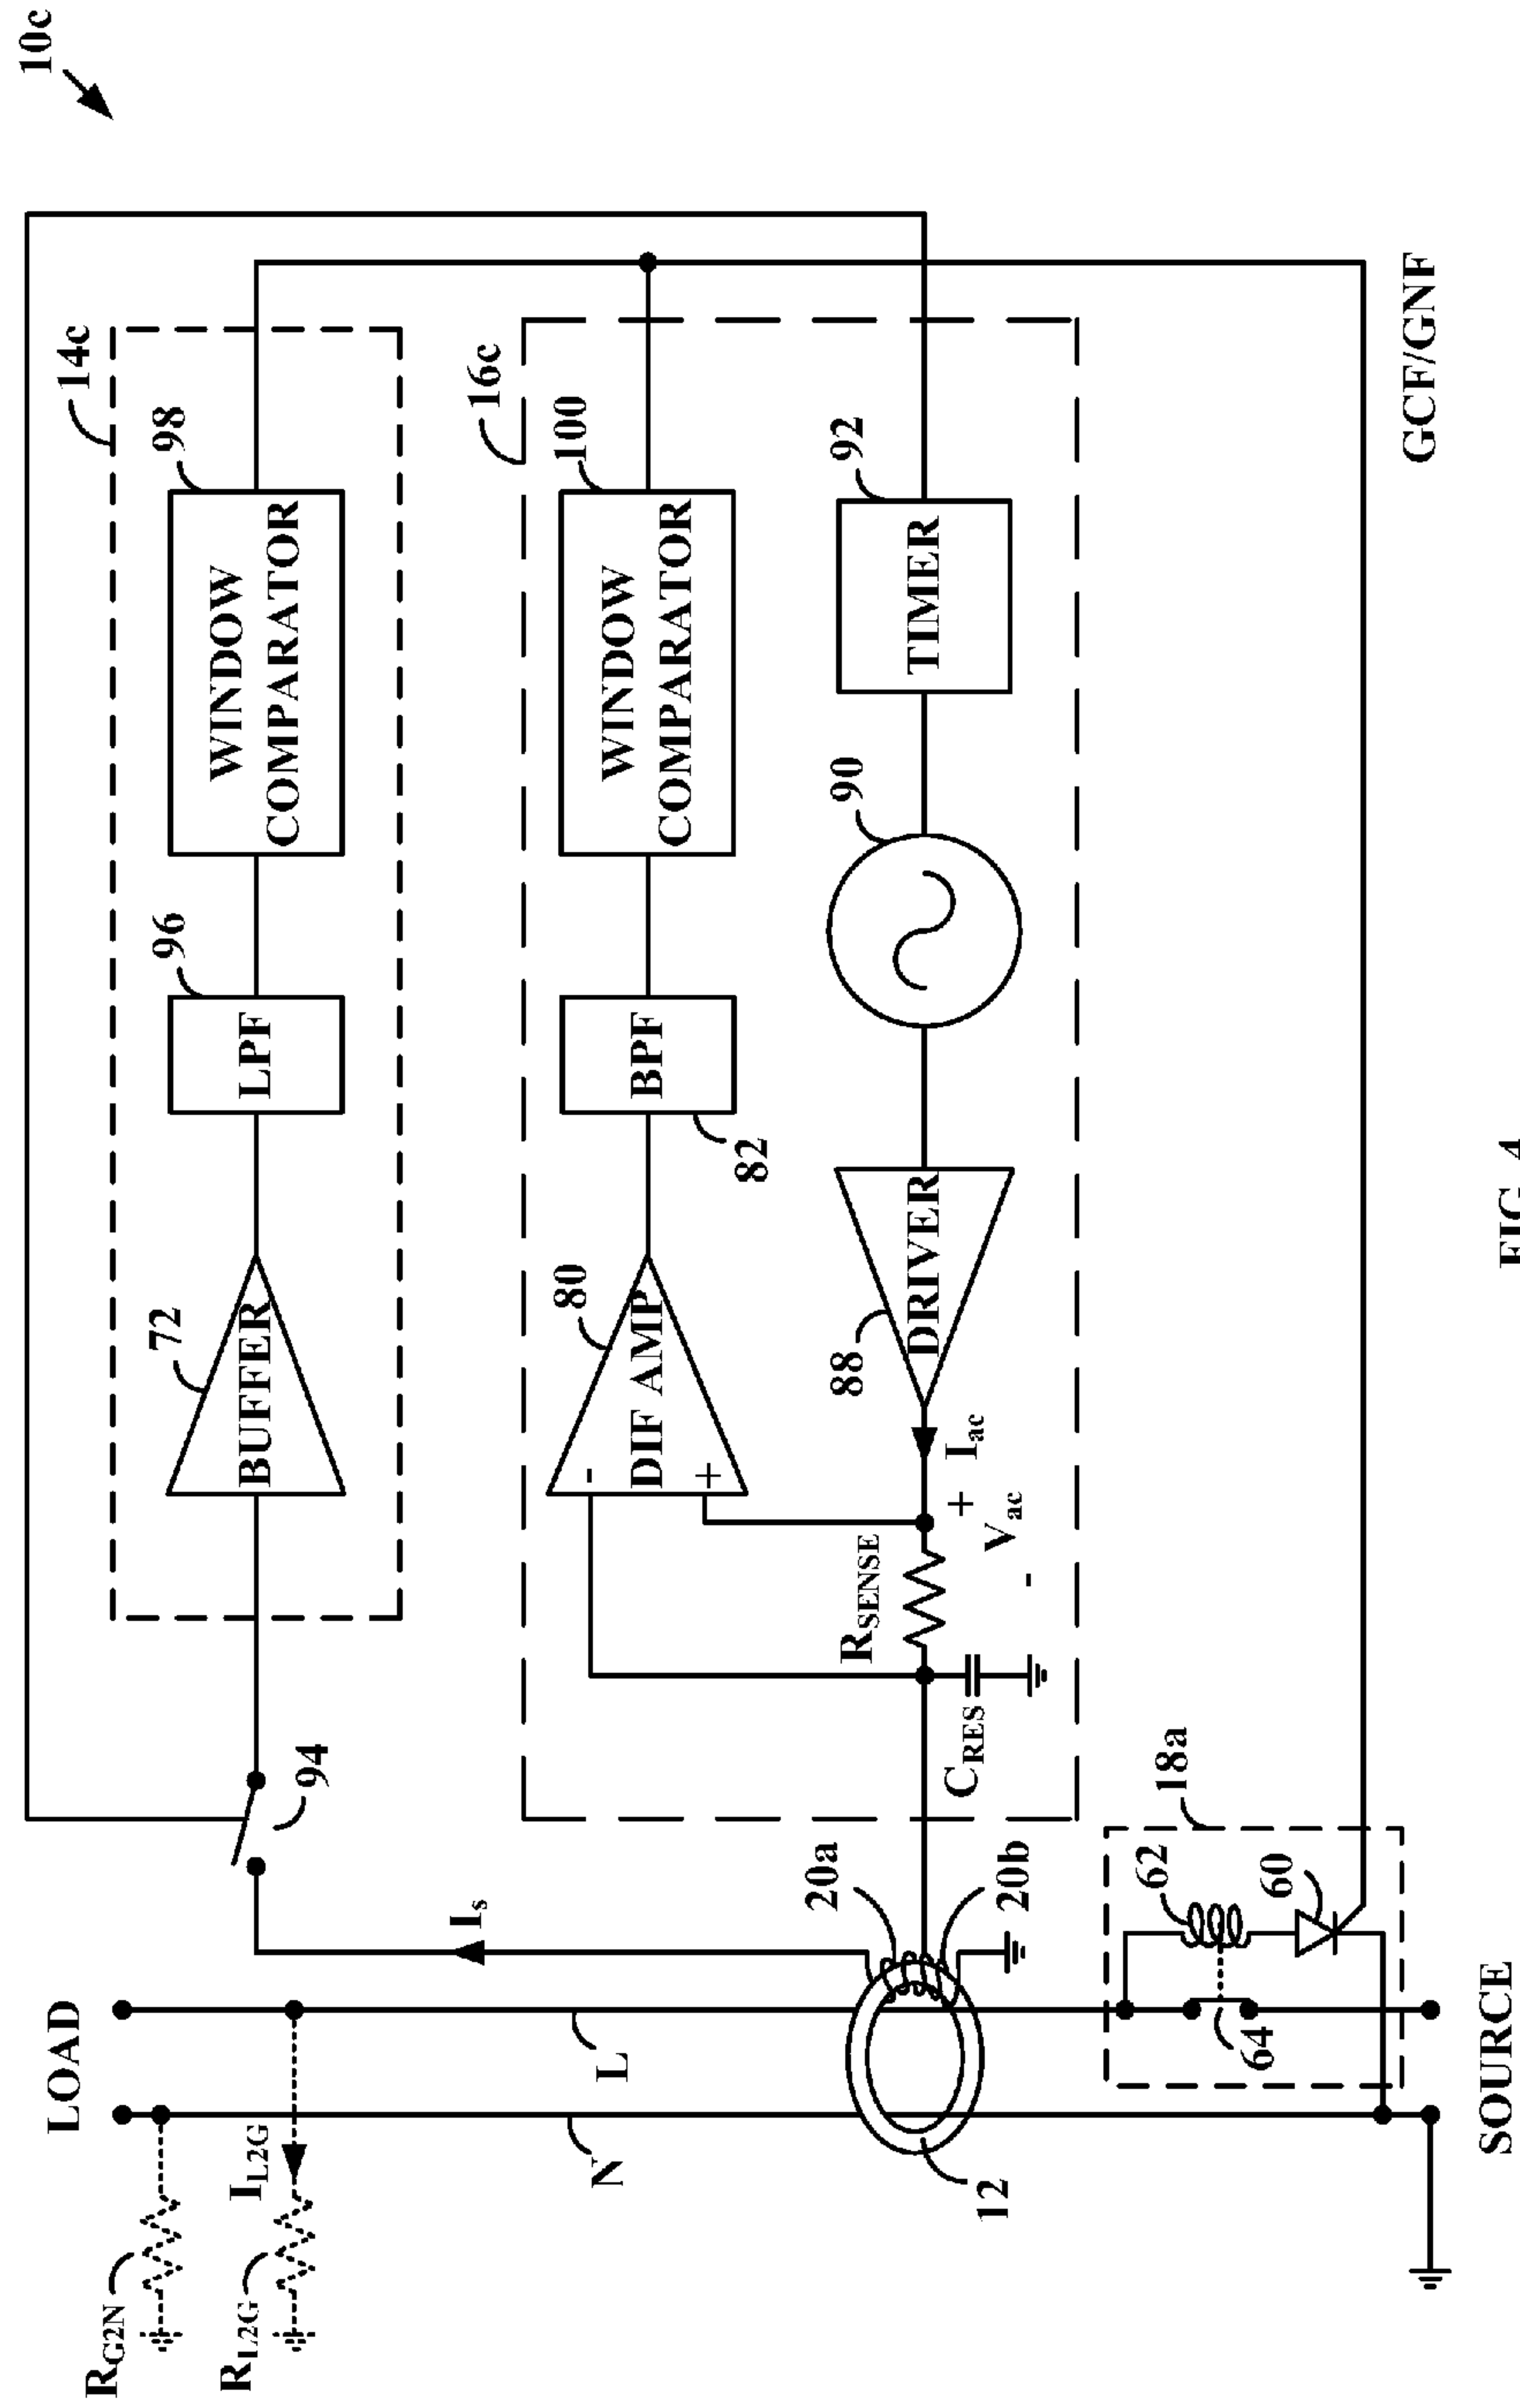 10c
LOAD
SOURCE
GCF/GNF
14c
72
BUFFER
96
LPF
98
WINDOW
COMPARATOR
94
16c
80
DIF AMP
-
+
82
BPF
100
WINDOW
COMPARATOR
88
DRIVER
90
92
TIMER
RSENSE
CRES
+
Vac
-
Iac
Is
20a
20b
12
L
N
RG2N
RL2G
IL2G
18a
62
60
64
FIG. 4